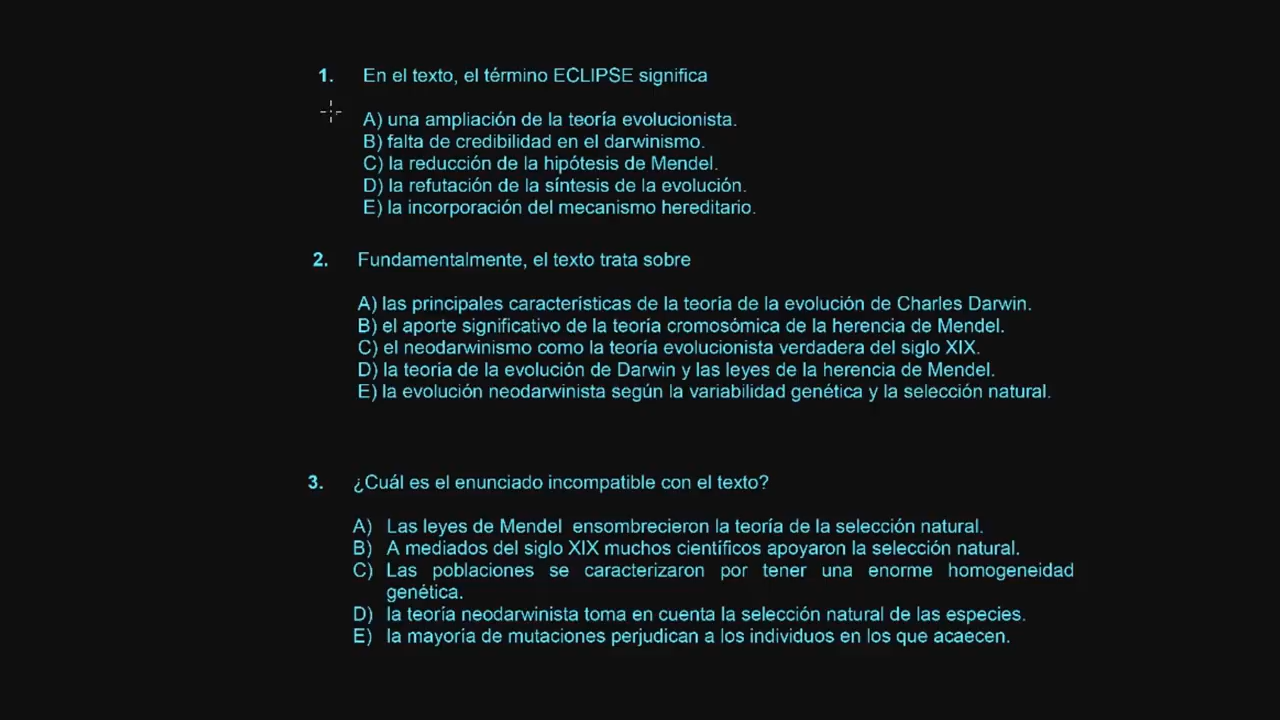 1. En el texto, el término ECLIPSE significa
A) una ampliación de la teoría evolucionista.
B) falta de credibilidad en el darwinismo.
C) la reducción de la hipótesis de Mendel.
D) la refutación de la síntesis de la evolución.
E) la incorporación del mecanismo hereditario.
2. Fundamentalmente, el texto trata sobre
A) las principales características de la teoría de la evolución de Charles Darwin.
B) el aporte significativo de la teoría cromosómica de la herencia de Mendel.
C) el neodarwinismo como la teoría evolucionista verdadera del siglo XIX.
D) la teoría de la evolución de Darwin y las leyes de la herencia de Mendel.
E) la evolución neodarwinista según la variabilidad genética y la selección natural.
3. ¿Cuál es el enunciado incompatible con el texto?
A) Las leyes de Mendel ensombrecieron la teoría de la selección natural.
B) A mediados del siglo XIX muchos científicos apoyaron la selección natural.
C) Las poblaciones se caracterizaron por tener una enorme homogeneidad
genética.
D) la teoría neodarwinista toma en cuenta la selección natural de las especies.
E) la mayoría de mutaciones perjudican a los individuos en los que acaecen.